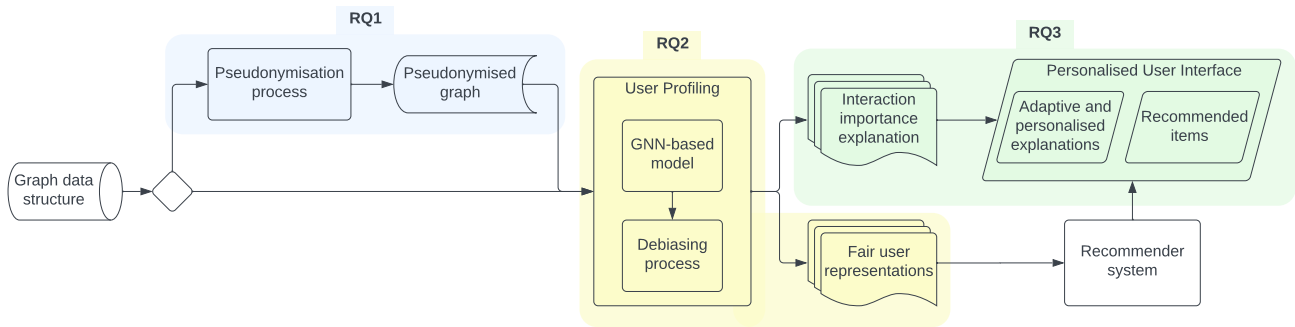 RQ1
Pseudonymisation
process
Pseudonymised
graph
Graph data
structure
RQ2
User Profiling
GNN-based
model
Debiasing
process
RQ3
Interaction
importance
explanation
Personalised User Interface
Adaptive and
personalised
explanations
Recommended
items
Fair user
representations
Recommender
system